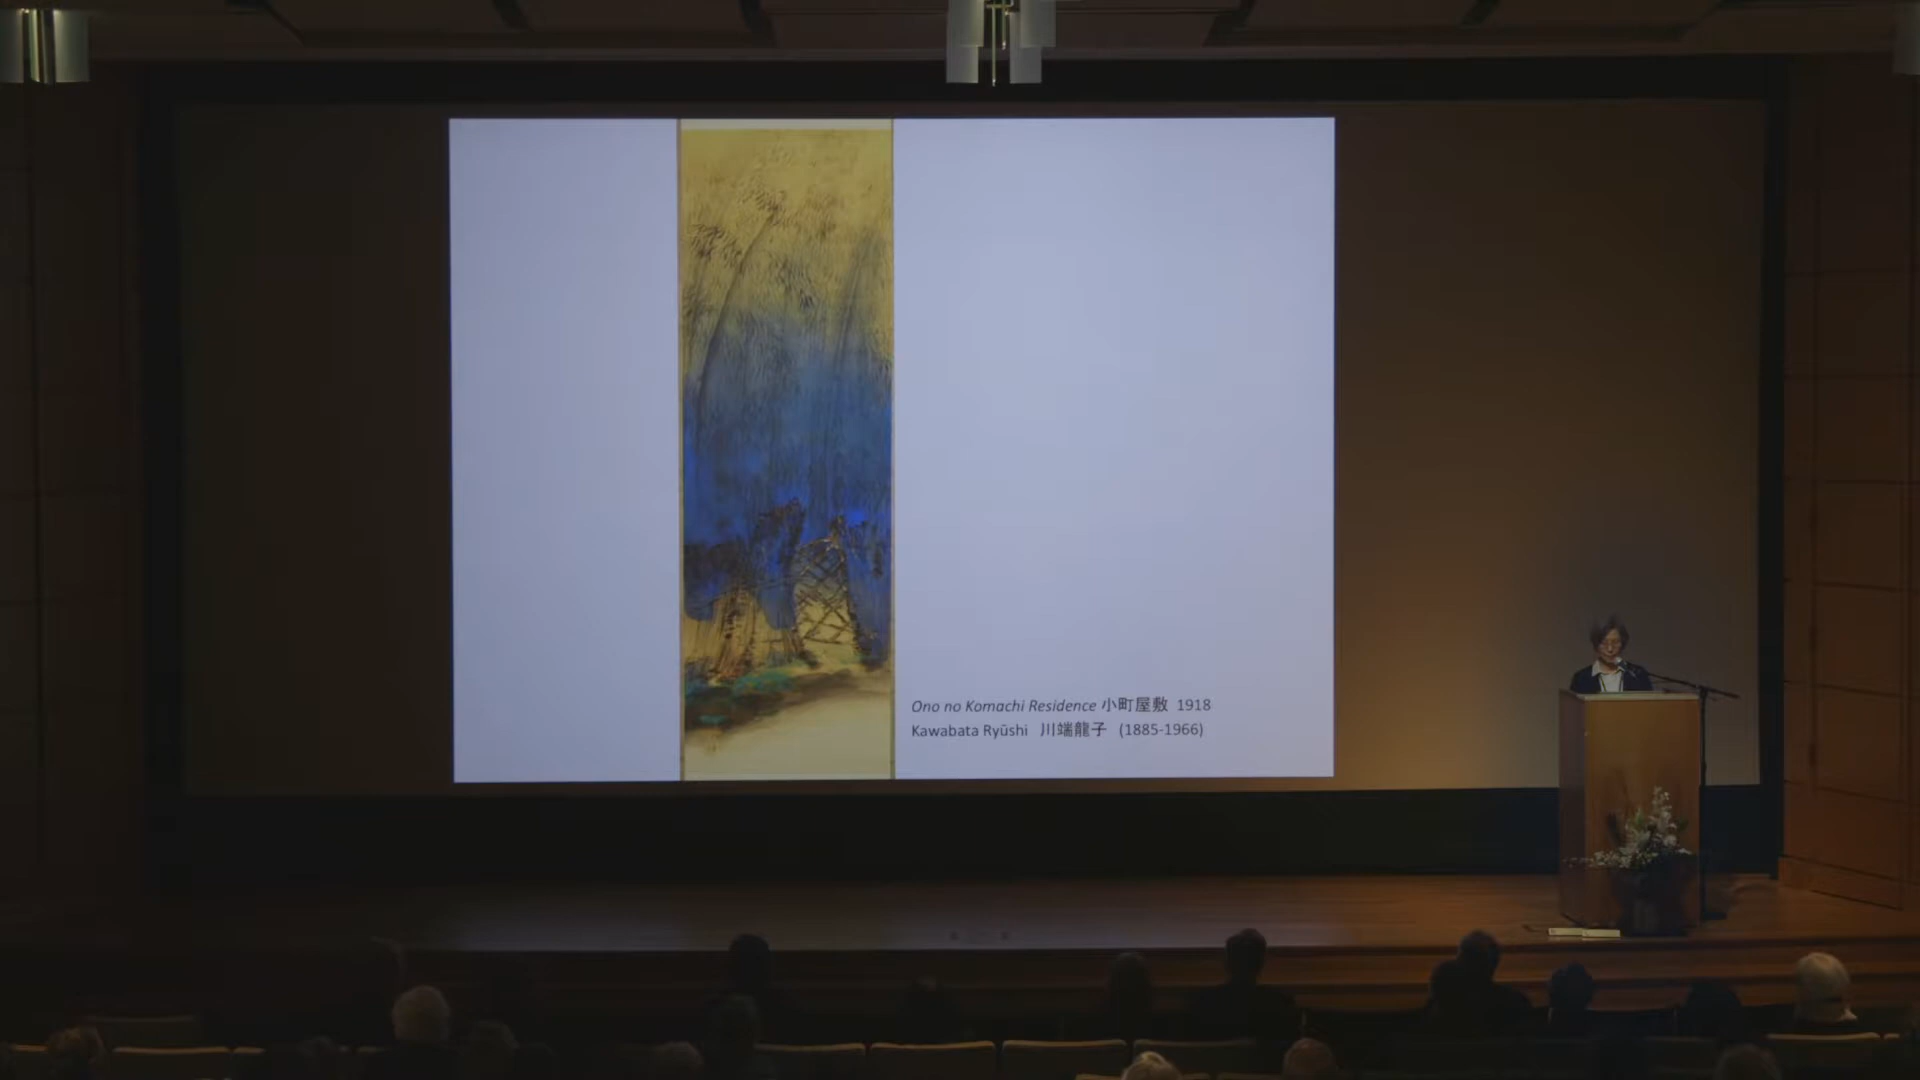 Ono no Komachi Residence 小町屋敷 1918
Kawabata Ryūshi 川端龍子 (1885-1966)